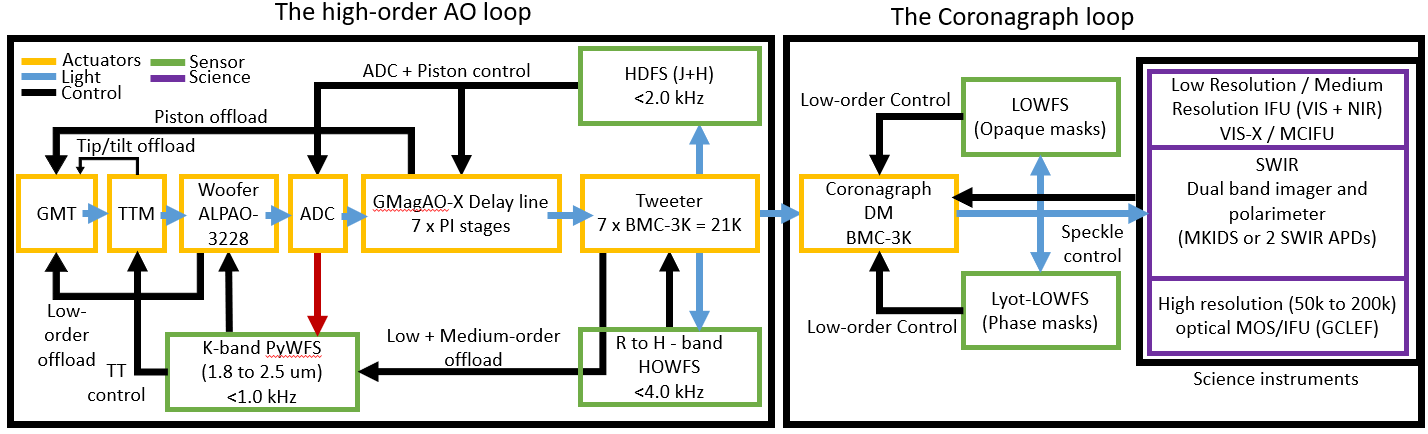 The high-order AO loop
The Coronagraph loop
Actuators
Light
Control
Sensor
Science
ADC + Piston control
HDFS (J+H)
<2.0 kHz
Piston offload
Tip/tilt offload
GMT
TTM
Woofer
ALPAO-
3228
ADC
GMagAO-X Delay line
7 x PI stages
Tweeter
7 x BMC-3K = 21K
Low-
order
offload
TT
control
K-band PyWFS
(1.8 to 2.5 um)
<1.0 kHz
Low + Medium-order
offload
R to H - band
HOWFS
<4.0 kHz
Low-order Control
LOWFS
(Opaque masks)
Coronagraph
DM
BMC-3K
Speckle
control
Low-order Control
Lyot-LOWFS
(Phase masks)
Low Resolution / Medium
Resolution IFU (VIS + NIR)
VIS-X / MCIFU
SWIR
Dual band imager and
polarimeter
(MKIDS or 2 SWIR APDs)
High resolution (50k to 200k)
optical MOS/IFU (GCLEF)
Science instruments